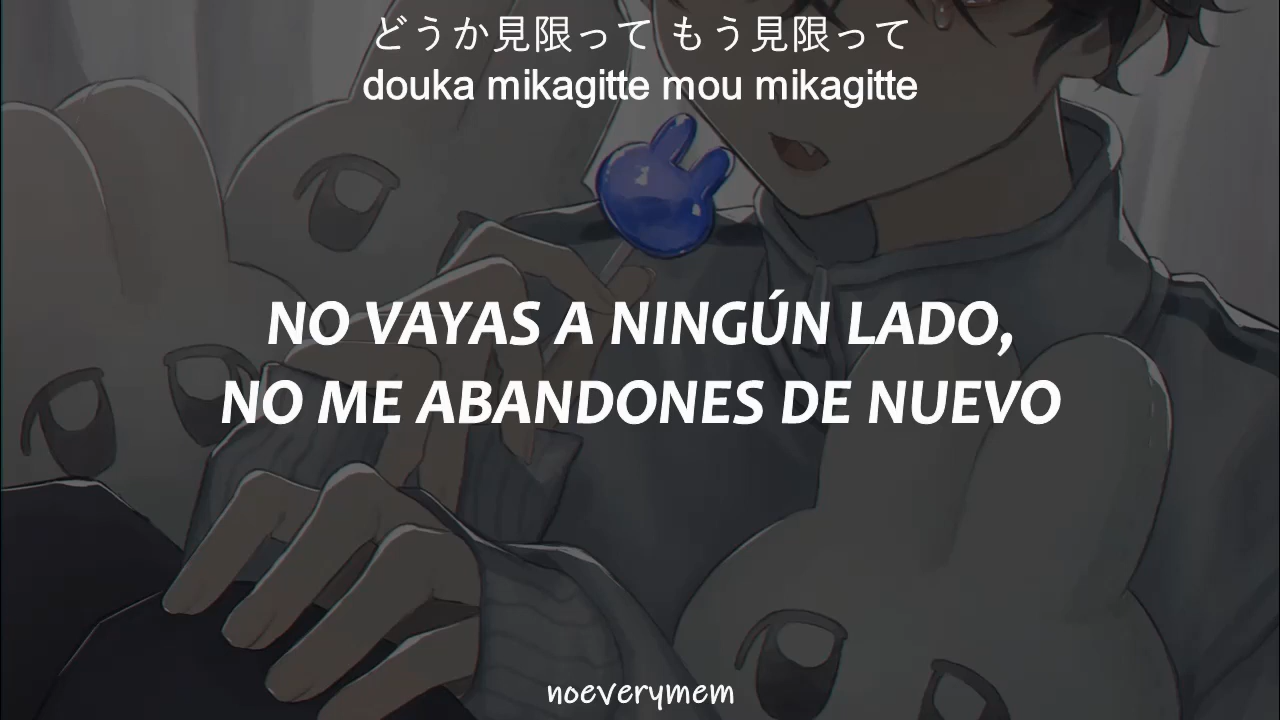 どうか見限って もう見限って
douka mikagitte mou mikagitte
NO VAYAS A NINGÚN LADO,
NO ME ABANDONES DE NUEVO
noeverymem